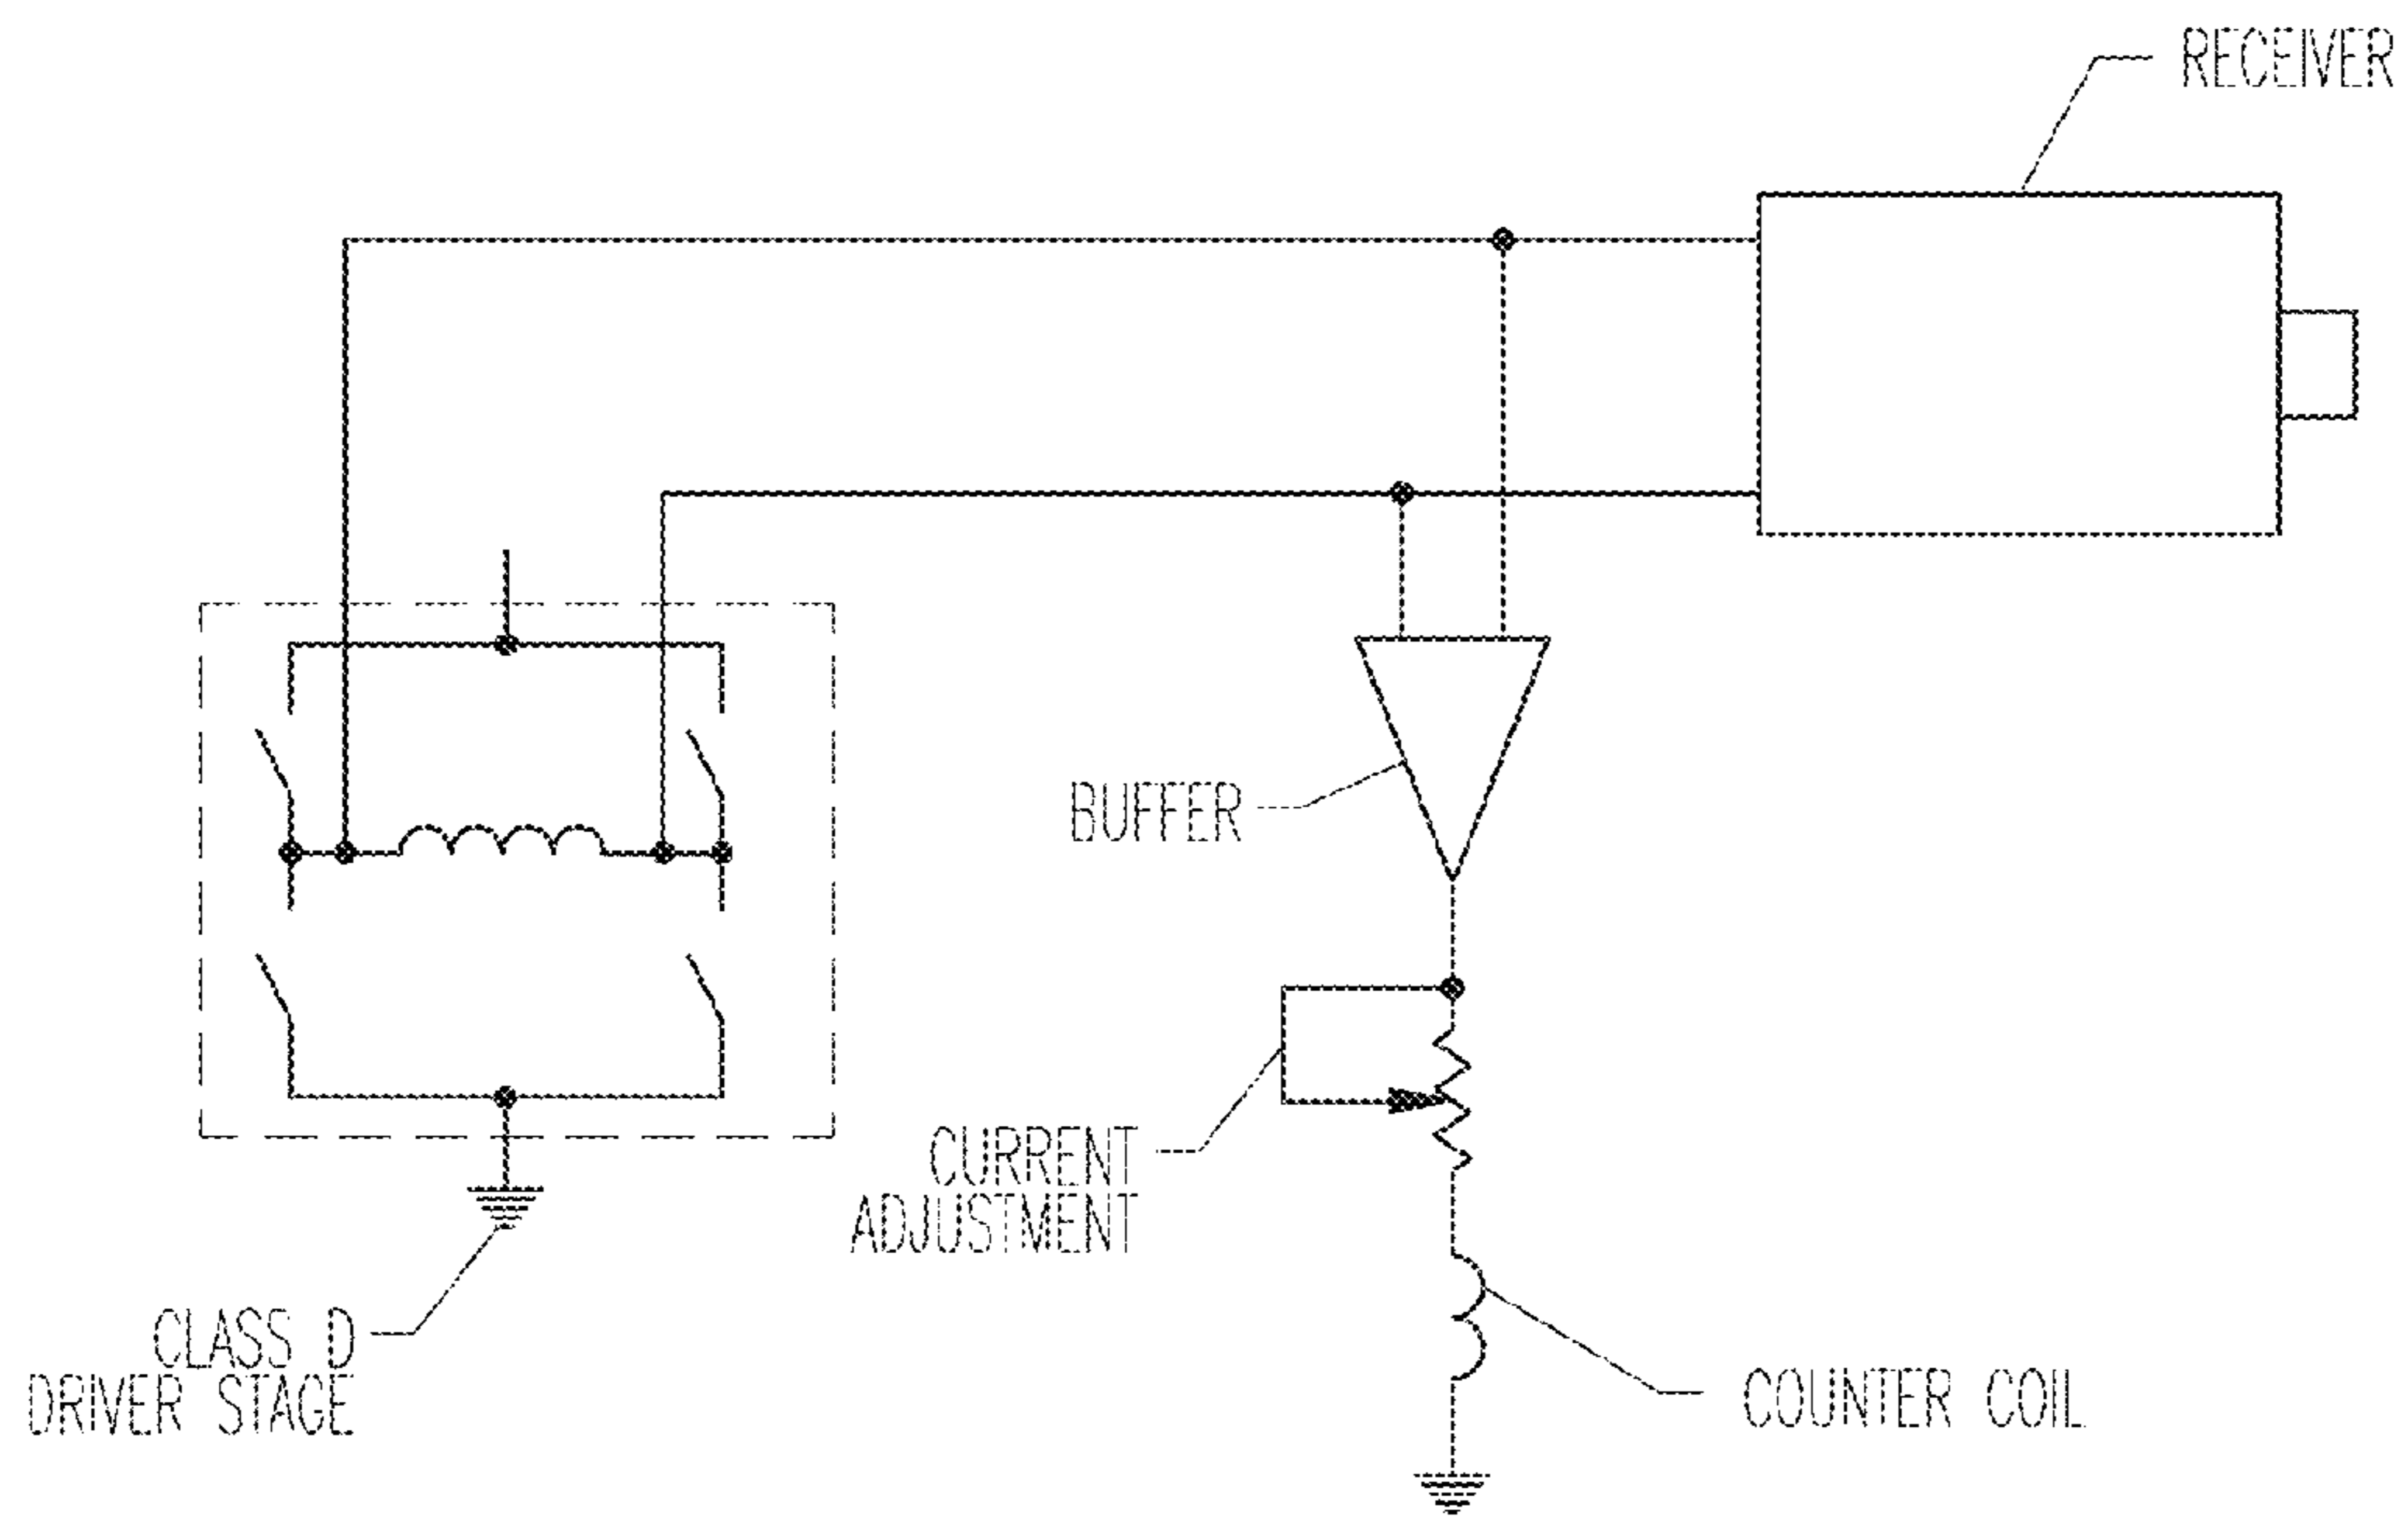 RECEIVER
BUFFER
CURRENT
ADJUSTMENT
CLASS D
DRIVER STAGE
COUNTER COIL